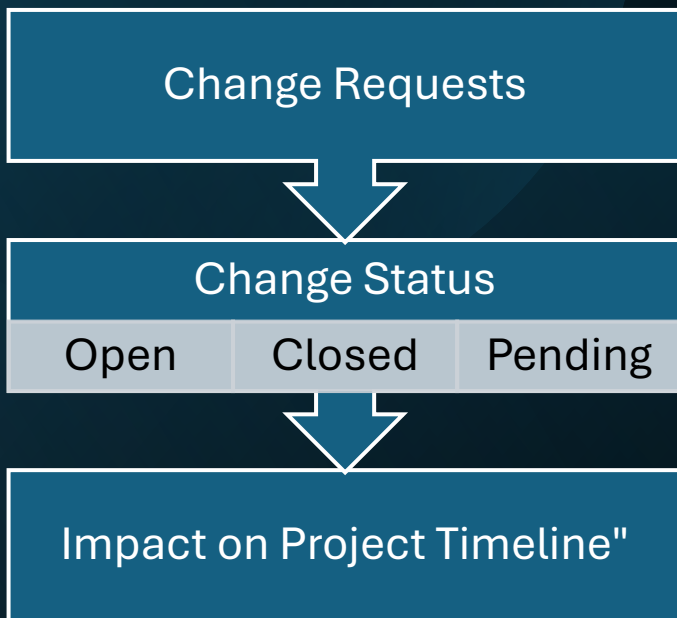 Change Requests
Change Status
Open Closed Pending
Impact on Project Timeline"